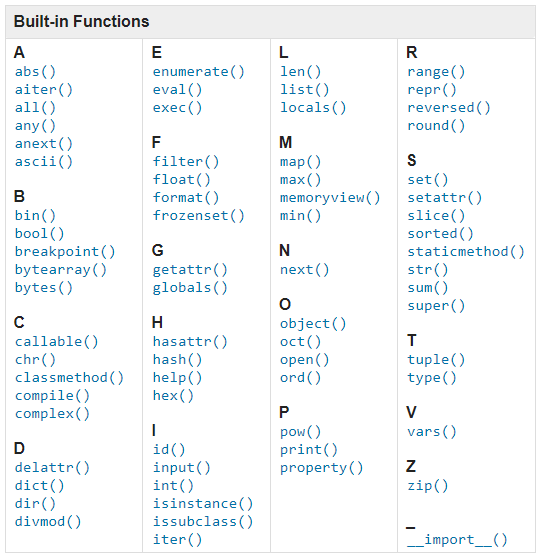 Built-in Functions
A
abs()
aiter()
all()
any()
anext()
ascii()
B
bin()
bool()
breakpoint()
bytearray()
bytes()
C
callable()
chr()
classmethod()
compile()
complex()
D
delattr()
dict()
dir()
divmod()
E
enumerate()
eval()
exec()
F
filter()
float()
format()
frozenset()
G
getattr()
globals()
H
hasattr()
hash()
help()
hex()
I
id()
input()
int()
isinstance()
issubclass()
iter()
L
len()
list()
locals()
M
map()
max()
memoryview()
min()
N
next()
O
object()
oct()
open()
ord()
P
pow()
print()
property()
R
range()
repr()
reversed()
round()
S
set()
setattr()
slice()
sorted()
staticmethod()
str()
sum()
super()
T
tuple()
type()
V
vars()
Z
zip()
_
__import__()